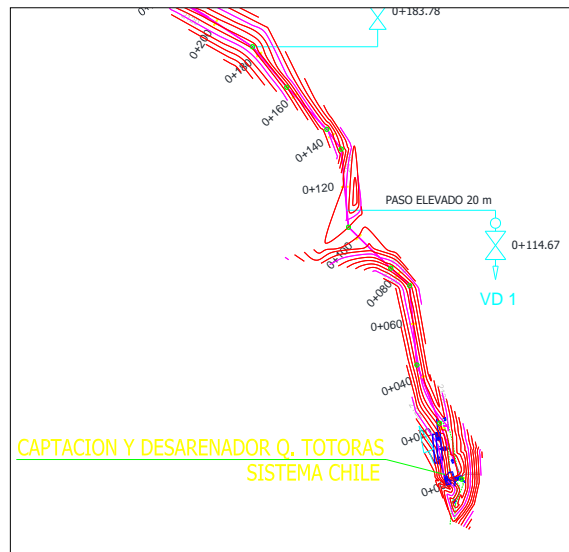 0+183.78
0+200
0+180
0+160
0+140
0+120
PASO ELEVADO 20 m
0+114.67
0+100
VD 1
0+080
0+060
0+040
CAPTACION Y DESARENADOR Q. TOTORAS
SISTEMA CHILE